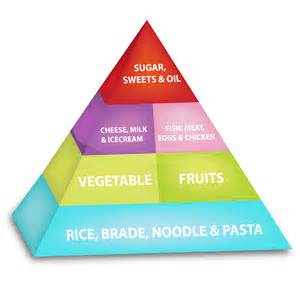 SUGAR,
SWEETS & OIL
CHEESE, MILK
& ICECREAM
FISH, MEAT,
EGGS & CHICKEN
VEGETABLE
FRUITS
RICE, BRADE, NOODLE & PASTA